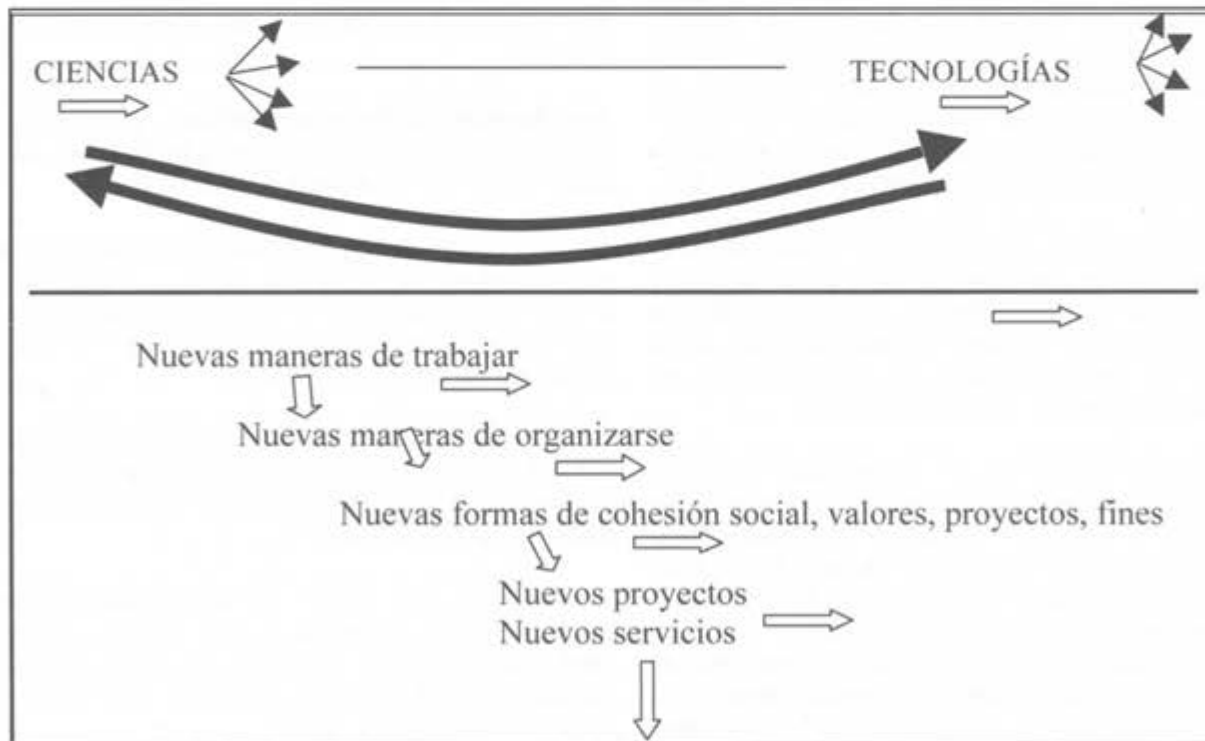 CIENCIAS
TECNOLOGÍAS
Nuevas maneras de trabajar
Nuevas maneras de organizarse
Nuevas formas de cohesión social, valores, proyectos, fines
Nuevos proyectos
Nuevos servicios